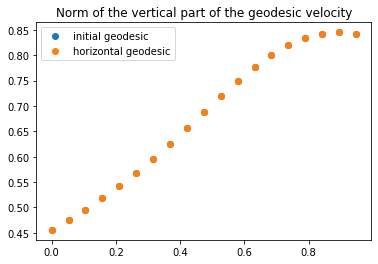 Norm of the vertical part of the geodesic velocity
initial geodesic
horizontal geodesic
0.85
0.80
0.75
0.70
0.65
0.60
0.55
0.50
0.45
0.0 0.2 0.4 0.6 0.8